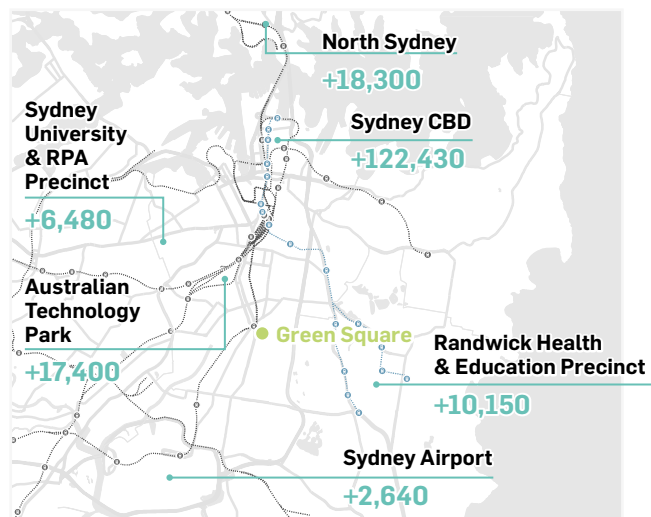 North Sydney
+18,300
Sydney CBD
+122,430
Sydney
University
& RPA
Precinct
+6,480
Australian
Technology
Park
+17,400
Green Square
Randwick Health
& Education Precinct
+10,150
Sydney Airport
+2,640